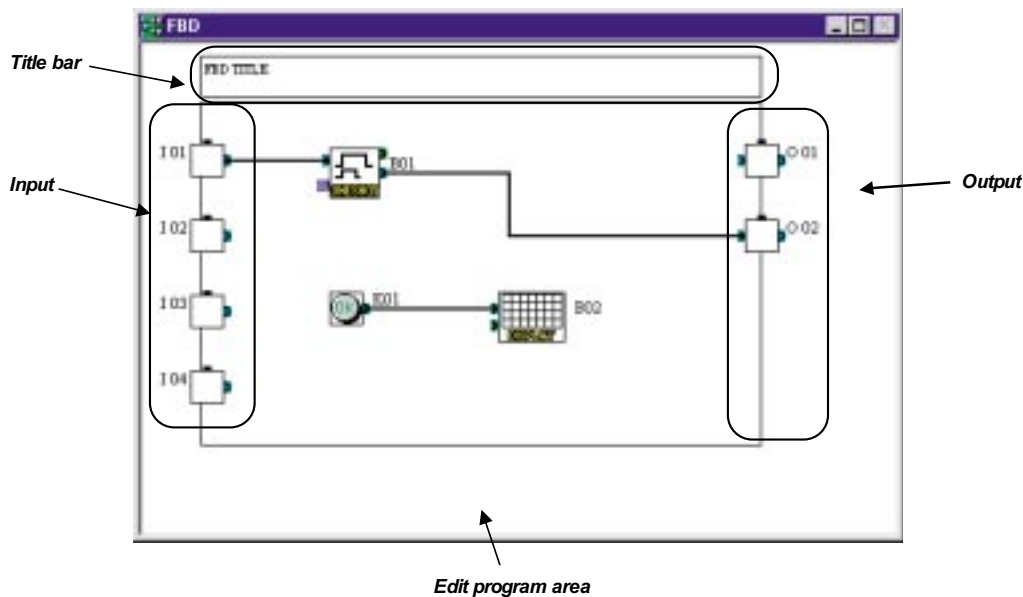 FBD
Title bar
FBD TITLE
I 01
B01
O 01
Input
Output
I 02
O 02
I 03
K01
B02
I 04
Edit program area